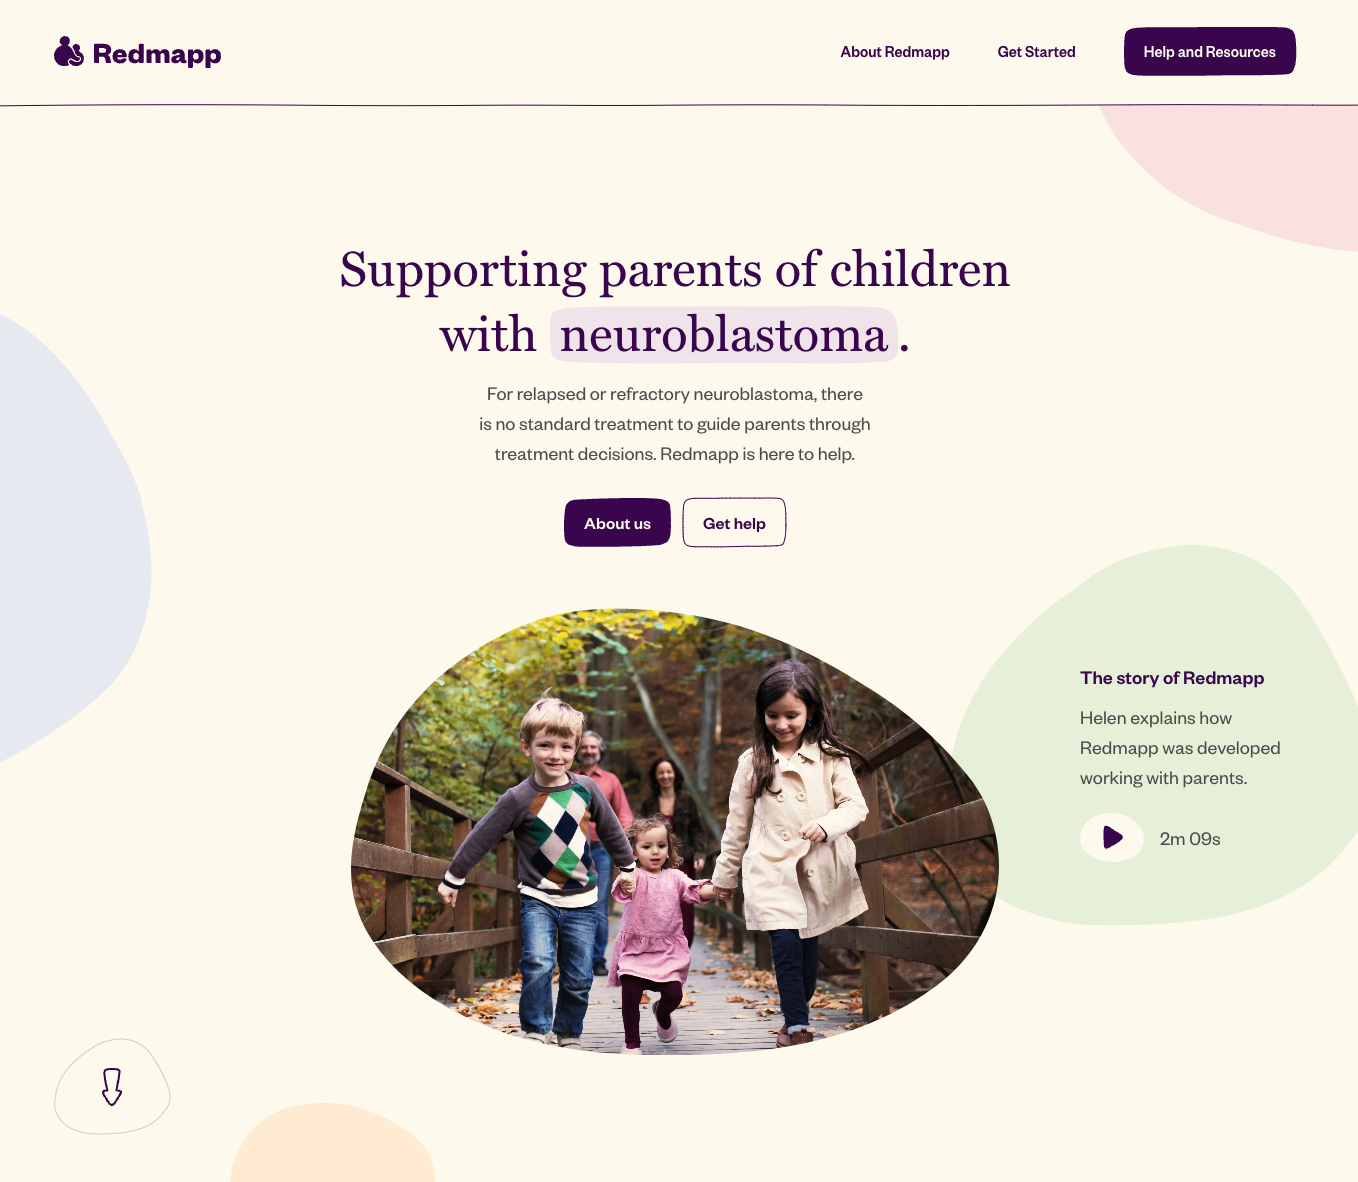 Redmapp
About Redmapp
Get Started
Help and Resources
Supporting parents of children
with neuroblastoma.
For relapsed or refractory neuroblastoma, there
is no standard treatment to guide parents through
treatment decisions. Redmapp is here to help.
About us
Get help
The story of Redmapp
Helen explains how
Redmapp was developed
working with parents.
2m 09s